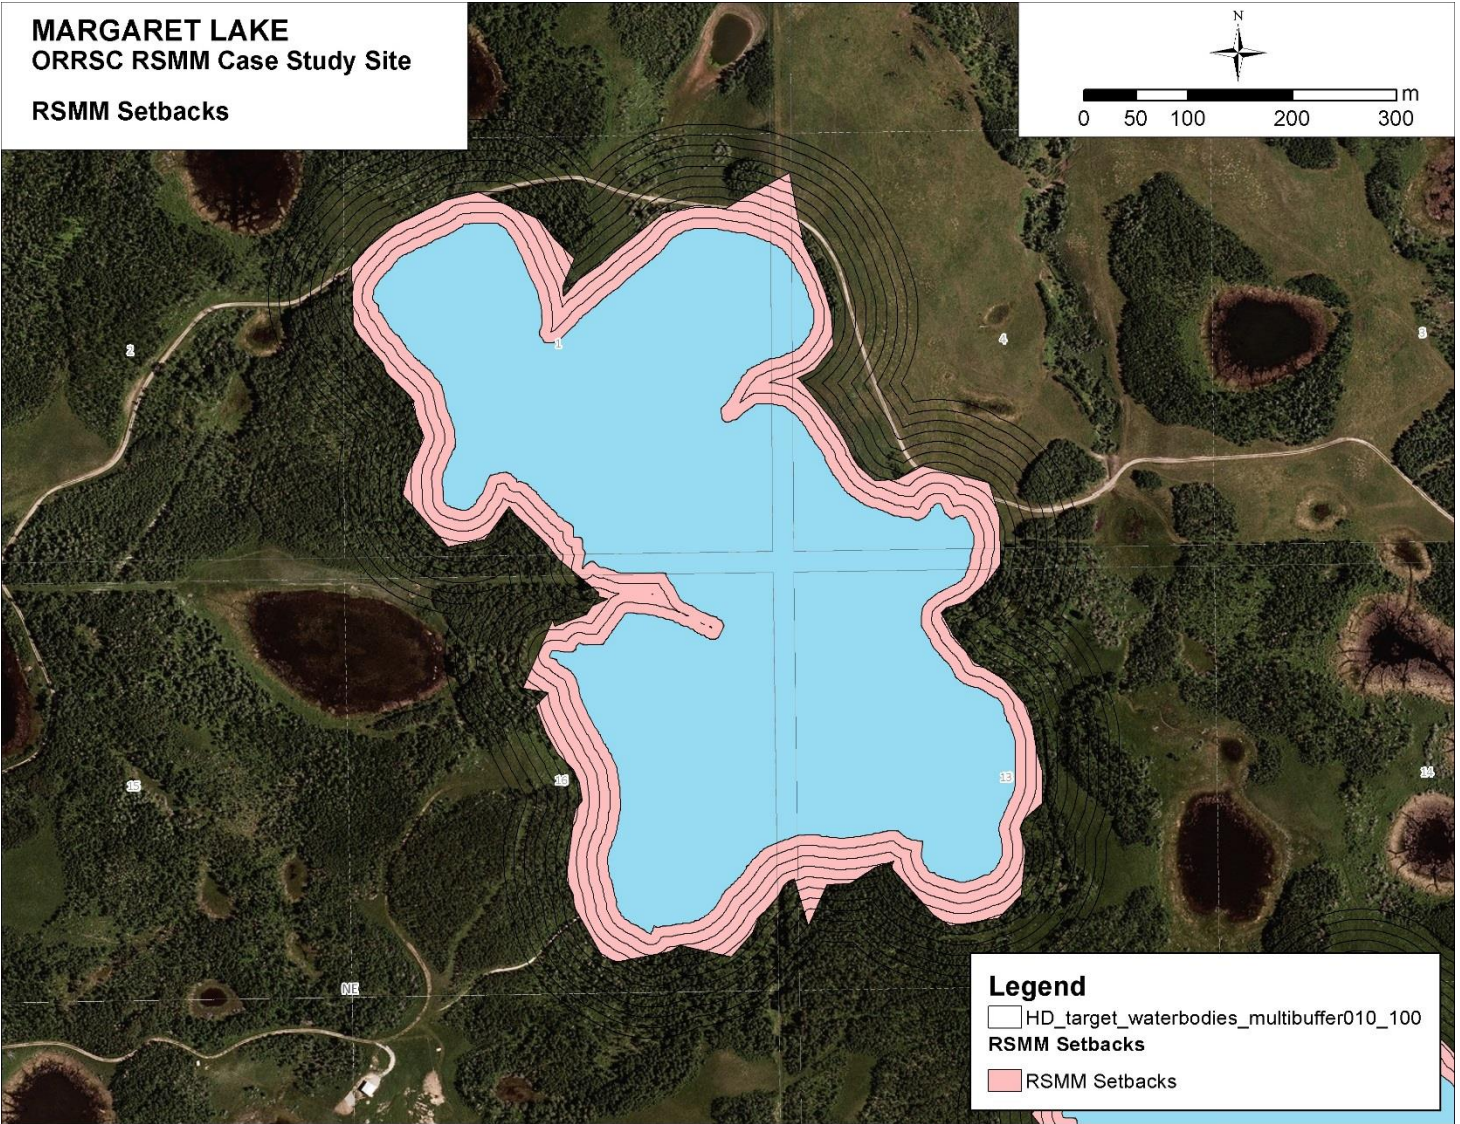 MARGARET LAKE
ORRSC RSMM Case Study Site
RSMM Setbacks
N
m
0 50 100 200 300
2
1
4
3
15
16
13
14
NE
Legend
HD_target_waterbodies_multibuffer010_100
RSMM Setbacks
RSMM Setbacks